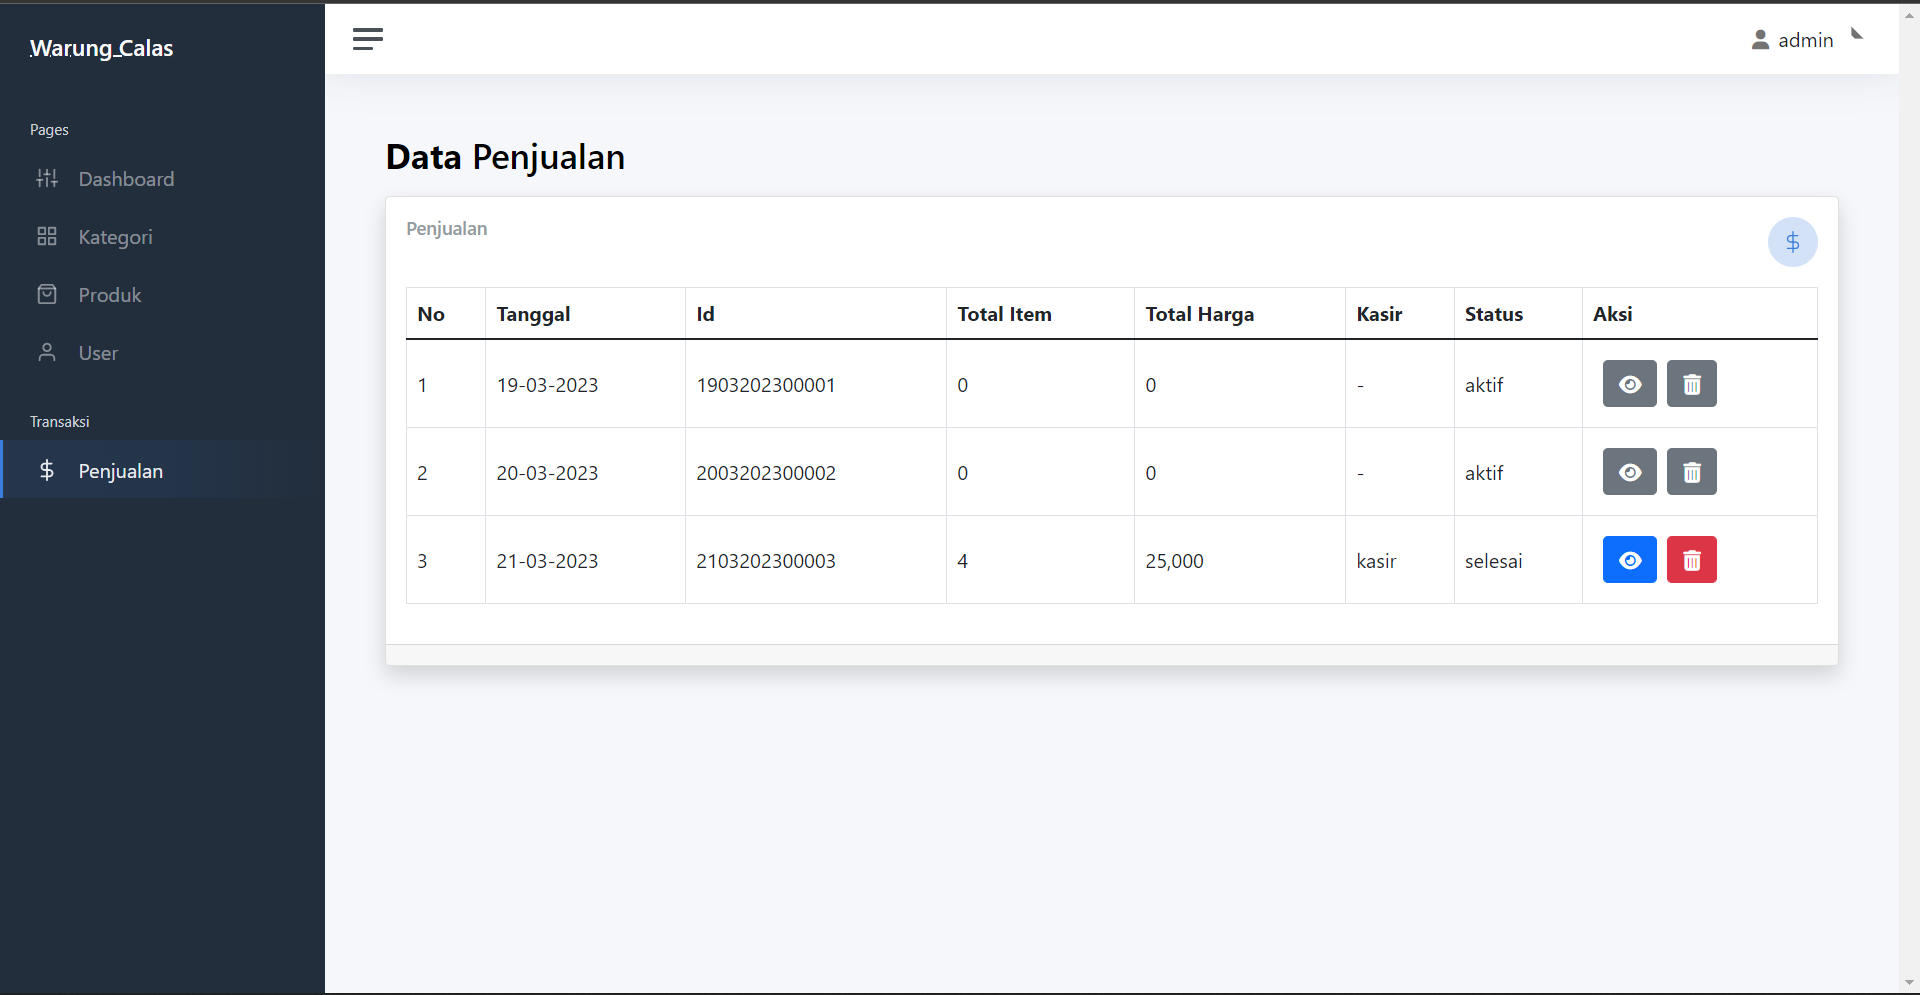 Warung_Calas
admin
Pages
Dashboard
Kategori
Produk
User
Transaksi
Penjualan
Data Penjualan
Penjualan
No Tanggal Id Total Item Total Harga Kasir Status Aksi
1 19-03-2023 1903202300001 0 0 - aktif
2 20-03-2023 2003202300002 0 0 - aktif
3 21-03-2023 2103202300003 4 25,000 kasir selesai